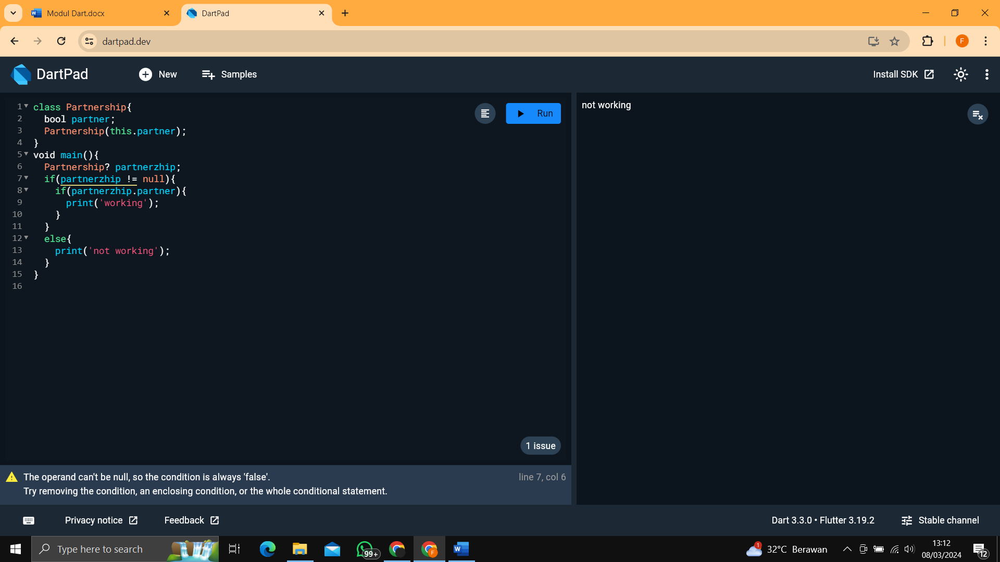 Modul Dart.docx
DartPad
dartpad.dev
F
DartPad
New
Samples
Install SDK
1 class Partnership{
2 bool partner;
3 Partnership(this.partner);
4 }
5 void main(){
6 Partnership? partnerzhip;
7 if(partnerzhip != null){
8 if(partnerzhip.partner){
9 print('working');
10 }
11 }
12 else{
13 print('not working');
14 }
15 }
16
Run
not working
1 issue
The operand can't be null, so the condition is always 'false'.
line 7, col 6
Try removing the condition, an enclosing condition, or the whole conditional statement.
Privacy notice
Feedback
Dart 3.3.0 • Flutter 3.19.2
Stable channel
Type here to search
99+
F
W
1
32°C Berawan
13:12
08/03/2024
12